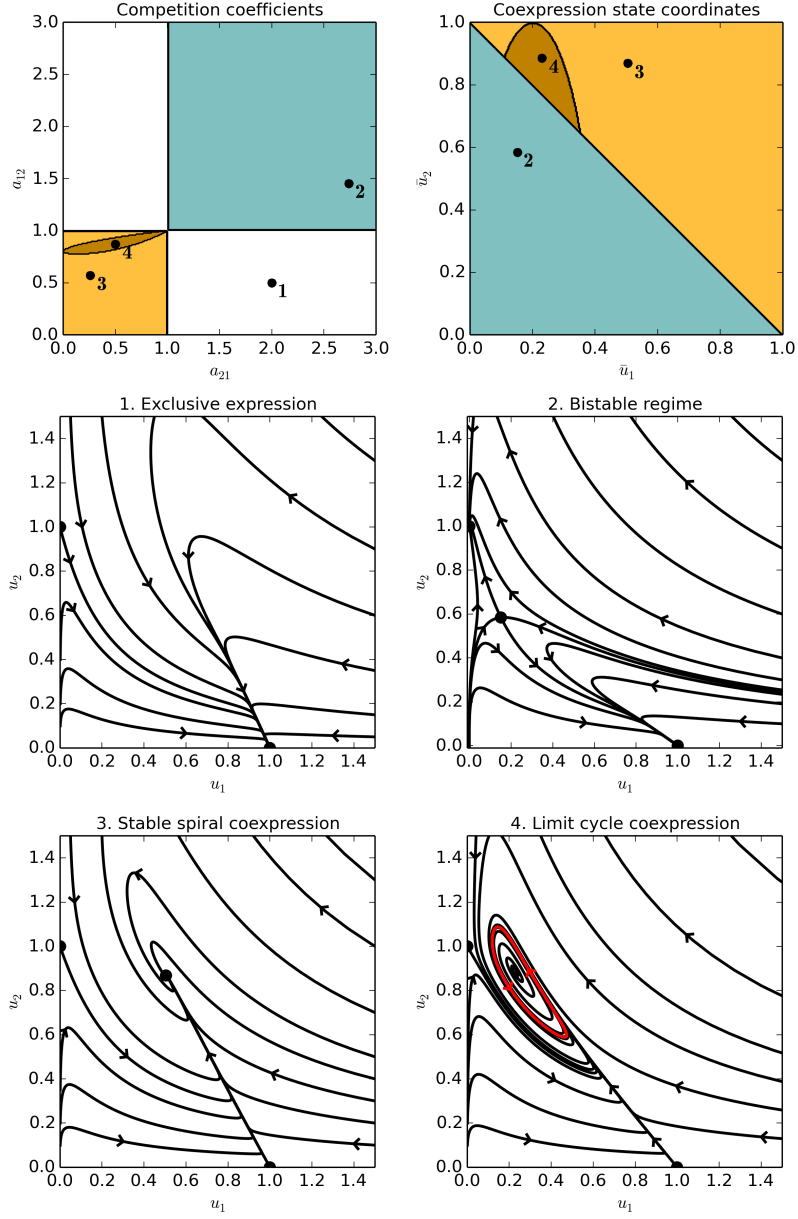 Competition coefficients
3.0
2.5
2.0
1.5
1.0
0.5
0.0
a12
2
4
3
1
0.0 0.5 1.0 1.5 2.0 2.5 3.0
a21
Coexpression state coordinates
1.0
0.8
0.6
0.4
0.2
0.0
ū2
4
3
2
0.0 0.2 0.4 0.6 0.8 1.0
ū1
1. Exclusive expression
1.4
1.2
1.0
0.8
0.6
0.4
0.2
0.0
u2
0.0 0.2 0.4 0.6 0.8 1.0 1.2 1.4
u1
2. Bistable regime
1.4
1.2
1.0
0.8
0.6
0.4
0.2
0.0
u2
0.0 0.2 0.4 0.6 0.8 1.0 1.2 1.4
u1
3. Stable spiral coexpression
1.4
1.2
1.0
0.8
0.6
0.4
0.2
0.0
u2
0.0 0.2 0.4 0.6 0.8 1.0 1.2 1.4
u1
4. Limit cycle coexpression
1.4
1.2
1.0
0.8
0.6
0.4
0.2
0.0
u2
0.0 0.2 0.4 0.6 0.8 1.0 1.2 1.4
u1